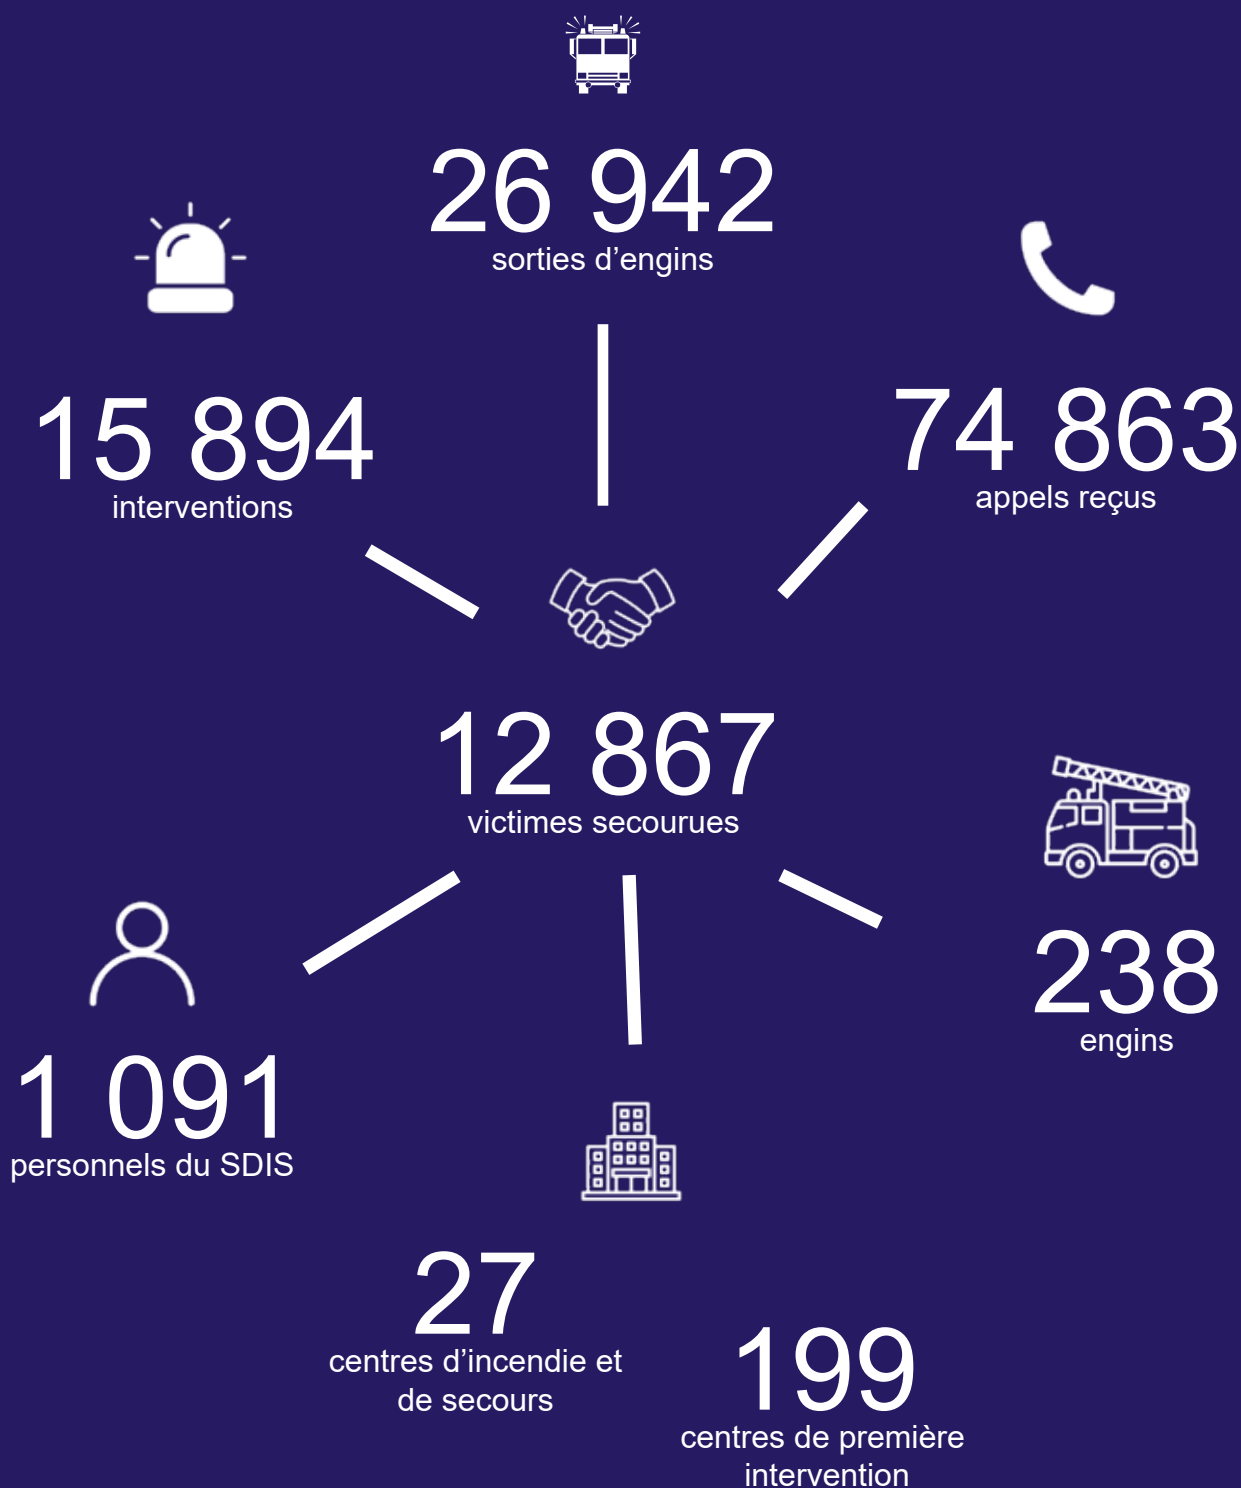 26 942
sorties d’engins
15 894
interventions
74 863
appels reçus
12 867
victimes secourues
238
engins
1 091
personnels du SDIS
27
centres d’incendie et
de secours
199
centres de première
intervention